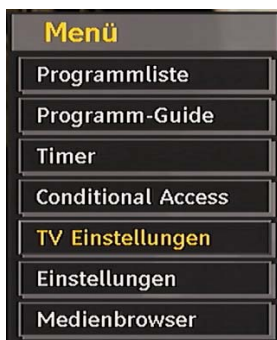 Menü
Programmliste
Programm-Guide
Timer
Conditional Access
TV Einstellungen
Einstellungen
Medienbrowser